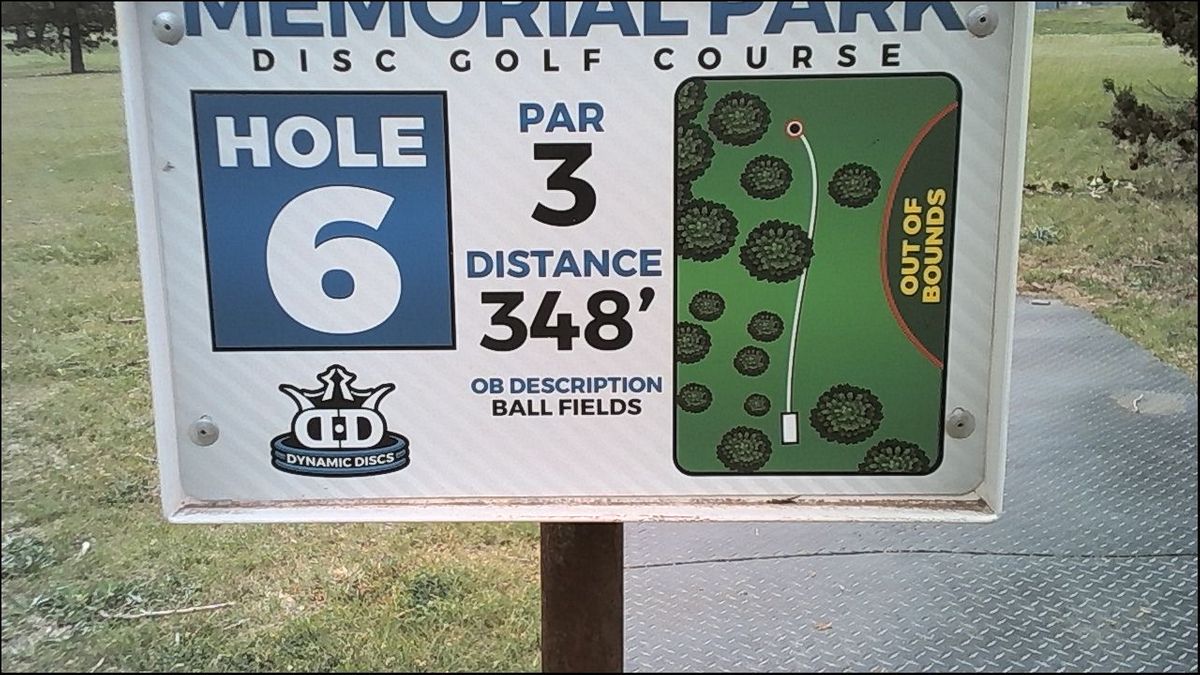 MEMORIAL PARK
DISC GOLF COURSE
HOLE
6
PAR
3
DISTANCE
348’
OB DESCRIPTION
BALL FIELDS
DYNAMIC DISCS
OUT OF
BOUNDS